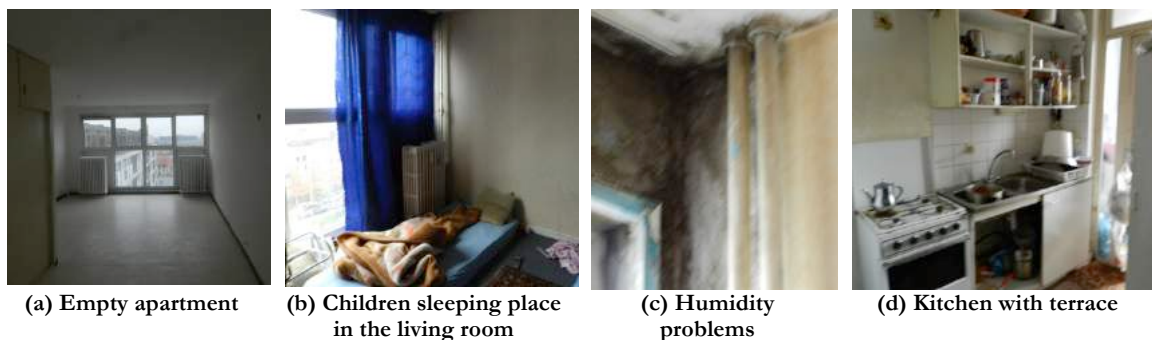 (a) Empty apartment
(b) Children sleeping place
in the living room
(c) Humidity
problems
(d) Kitchen with terrace